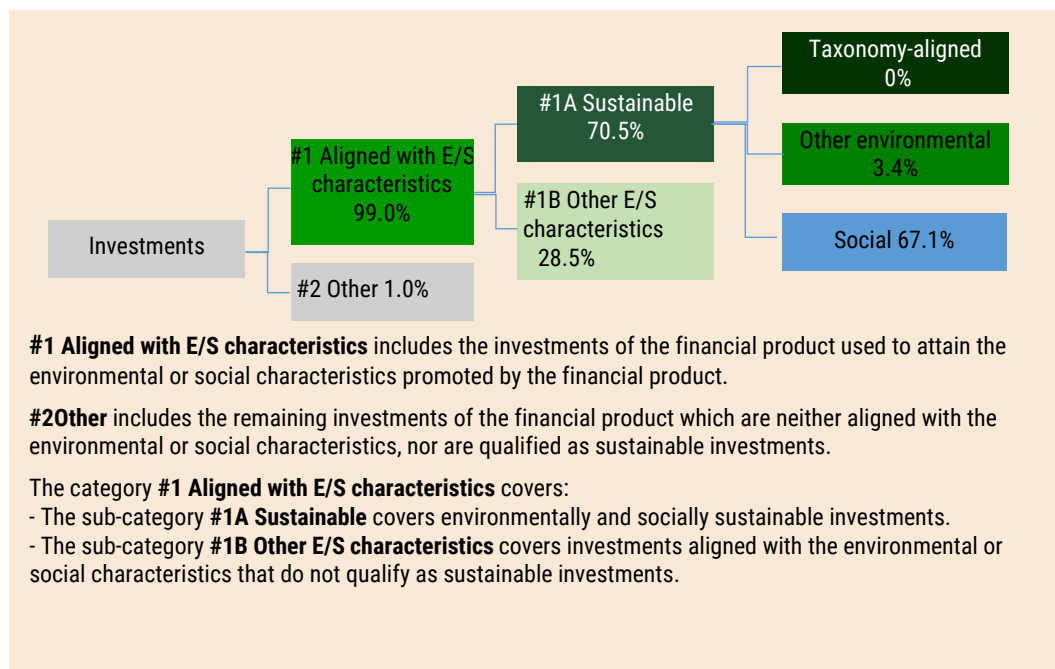 Taxonomy-aligned
0%
#1A Sustainable
70.5%
Other environmental
3.4%
#1 Aligned with E/S
characteristics
99.0%
#1B Other E/S
characteristics
28.5%
Investments
Social 67.1%
#2 Other 1.0%
#1 Aligned with E/S characteristics includes the investments of the financial product used to attain the
environmental or social characteristics promoted by the financial product.
#2Other includes the remaining investments of the financial product which are neither aligned with the
environmental or social characteristics, nor are qualified as sustainable investments.
The category #1 Aligned with E/S characteristics covers:
- The sub-category #1A Sustainable covers environmentally and socially sustainable investments.
- The sub-category #1B Other E/S characteristics covers investments aligned with the environmental or
social characteristics that do not qualify as sustainable investments.